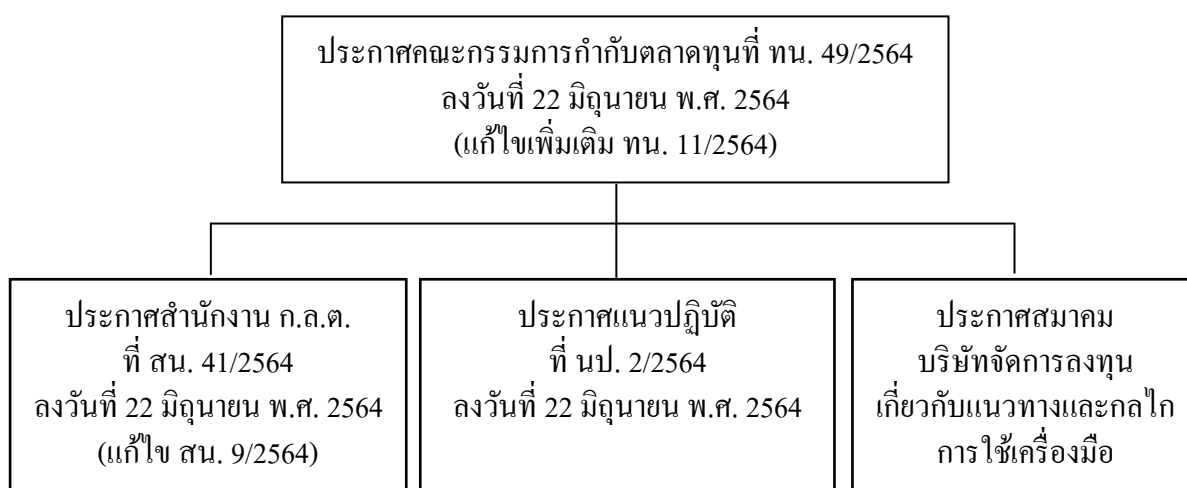 ประกาศคณะกรรมการกำกับตลาดทุนที่ ทน. 49/2564
ลงวันที่ 22 มิถุนายน พ.ศ. 2564
(แก้ไขเพิ่มเติม ทน. 11/2564)
ประกาศสำนักงาน ก.ล.ต.
ที่ สน. 41/2564
ลงวันที่ 22 มิถุนายน พ.ศ. 2564
(แก้ไข สน. 9/2564)
ประกาศแนวปฏิบัติ
ที่ นป. 2/2564
ลงวันที่ 22 มิถุนายน พ.ศ. 2564
ประกาศสมาคม
บริษัทจัดการลงทุน
เกี่ยวกับแนวทางและกลไก
การใช้เครื่องมือ